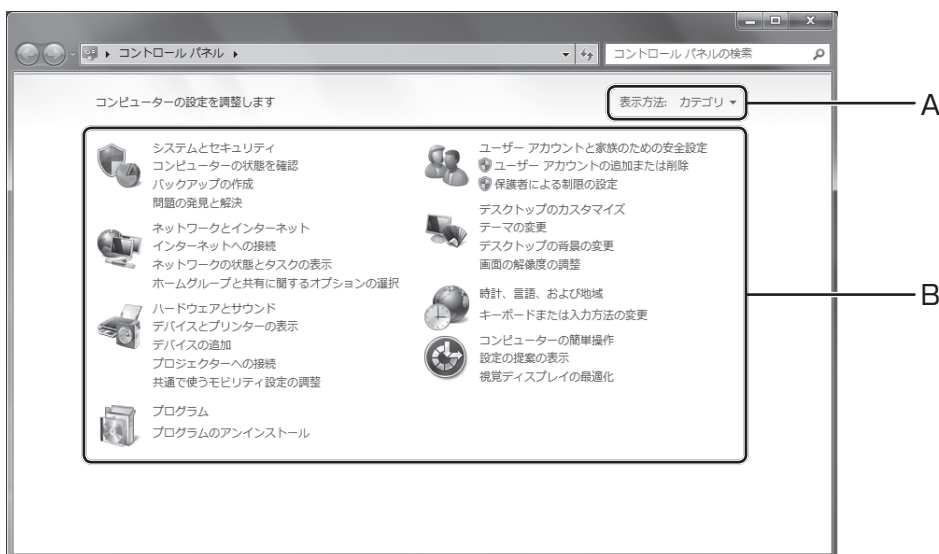 コントロール パネル
コントロール パネルの検索
コンピューターの設定を調整します
表示方法: カテゴリ
A
システムとセキュリティ
コンピューターの状態を確認
バックアップの作成
問題の発見と解決
ネットワークとインターネット
インターネットへの接続
ネットワークの状態とタスクの表示
ホームグループと共有に関するオプションの選択
ハードウェアとサウンド
デバイスとプリンターの表示
デバイスの追加
プロジェクターへの接続
共通で使うモビリティ設定の調整
プログラム
プログラムのアンインストール
ユーザー アカウントと家族のための安全設定
ユーザー アカウントの追加または削除
保護者による制限の設定
デスクトップのカスタマイズ
テーマの変更
デスクトップの背景の変更
画面の解像度の調整
時計、言語、および地域
キーボードまたは入力方法の変更
コンピューターの簡単操作
設定の提案の表示
視覚ディスプレイの最適化
B